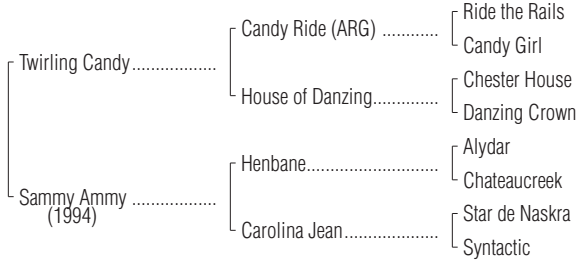 Ride the Rails
Candy Ride (ARG) ...........
Candy Girl
Twirling Candy.................
Chester House
House of Danzing.............
Danzing Crown
Alydar
Henbane..........................
Chateaucreek
Sammy Ammy .................
(1994)
Star de Naskra
Carolina Jean...................
Syntactic